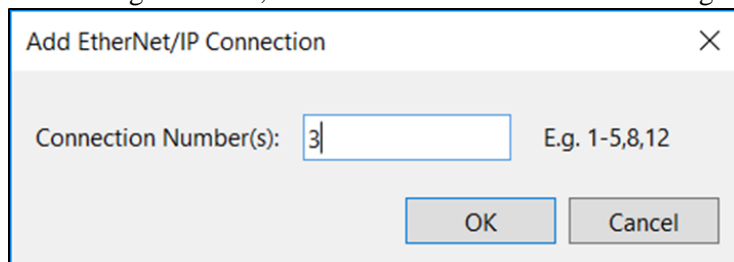 Add EtherNet/IP Connection
Connection Number(s): 3 E.g. 1-5,8,12
OK Cancel